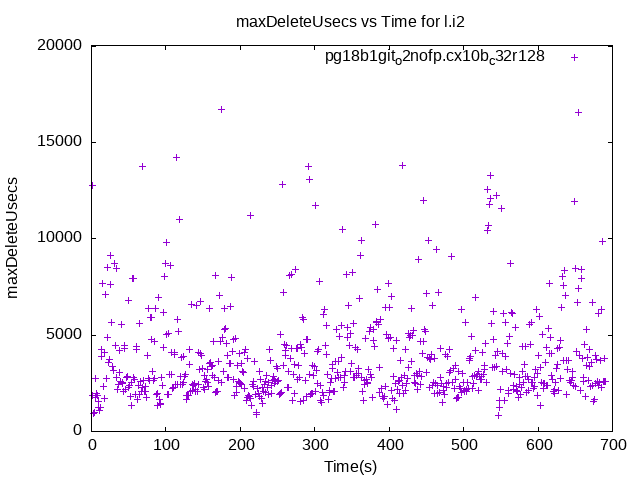 maxDeleteUsecs vs Time for l.i2
pg18b1git_o2nofp.cx10b_c32r128
20000
15000
10000
5000
0
maxDeleteUsecs
0 100 200 300 400 500 600 700
Time(s)